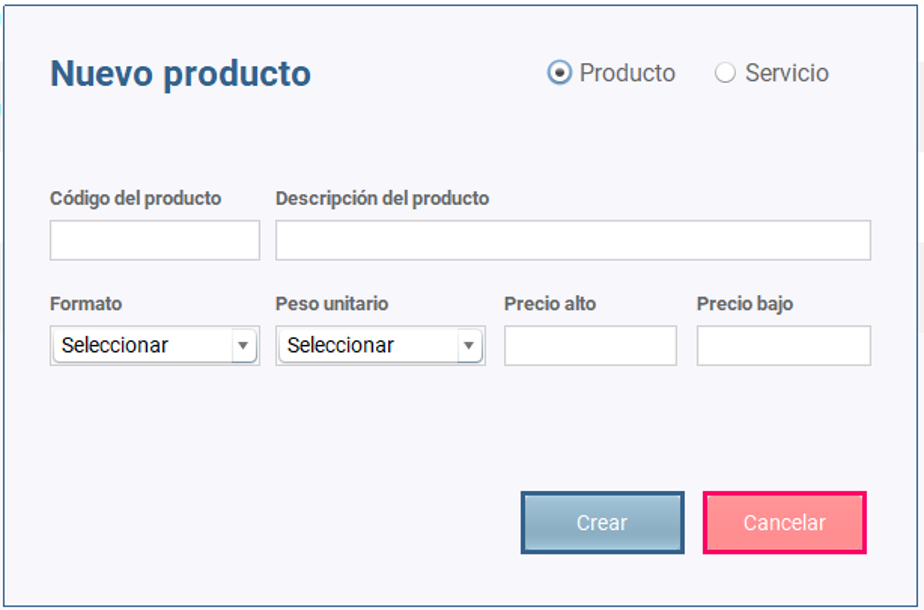 Nuevo producto
Producto
Servicio
Código del producto
Descripción del producto
Formato
Peso unitario
Precio alto
Precio bajo
Seleccionar
Seleccionar
Crear
Cancelar